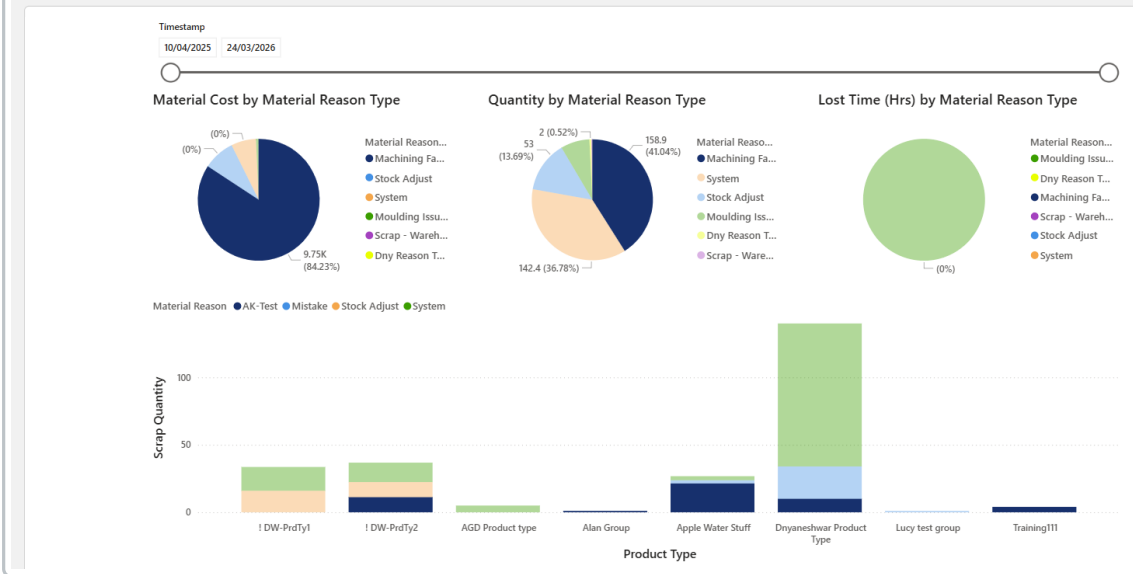 Timestamp
10/04/2025 24/03/2026
Material Cost by Material Reason Type
(0%)
(0%)
9.75K
(84.23%)
Material Reason...
Machining Fa...
Stock Adjust
System
Moulding Issu...
Scrap - Wareh...
Dny Reason T...
Quantity by Material Reason Type
2 (0.52%)
53
(13.69%)
158.9
(41.04%)
142.4 (36.78%)
Material Reason...
Machining Fa...
System
Stock Adjust
Moulding Iss...
Dny Reason T...
Scrap - Ware...
Lost Time (Hrs) by Material Reason Type
(0%)
Material Reason...
Moulding Issu...
Dny Reason T...
Machining Fa...
Scrap - Wareh...
Stock Adjust
System
Material Reason AK-Test Mistake Stock Adjust System
Scrap Quantity
100
50
0
! DW-PrdTy1 ! DW-PrdTy2 AGD Product type Alan Group Apple Water Stuff Dnyaneshwar Product Lucy test group Training111
Type
Product Type